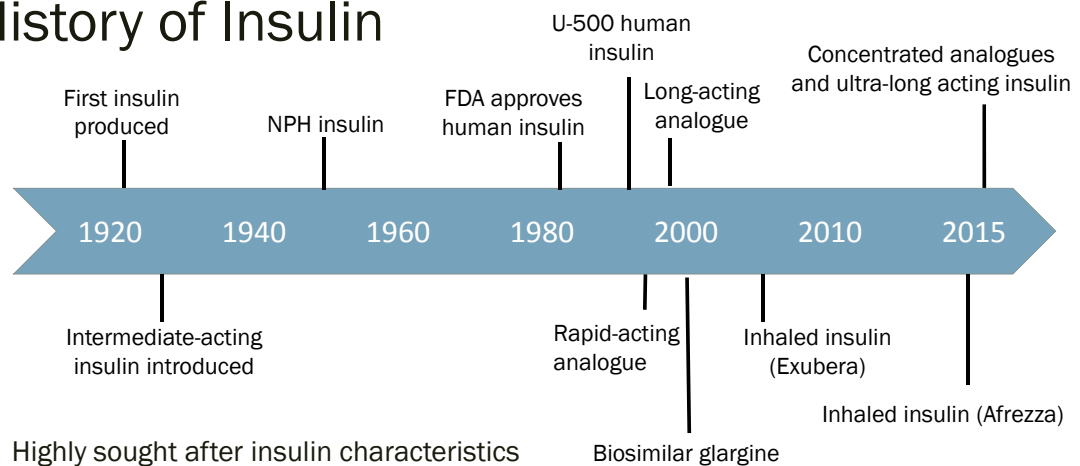 History of Insulin
U-500 human
insulin
Concentrated analogues
and ultra-long acting insulin
First insulin
produced
NPH insulin
FDA approves
human insulin
Long-acting
analogue
1920 1940 1960 1980 2000 2010 2015
Intermediate-acting
insulin introduced
Rapid-acting
analogue
Inhaled insulin
(Exubera)
Inhaled insulin (Afrezza)
Highly sought after insulin characteristics
Biosimilar glargine